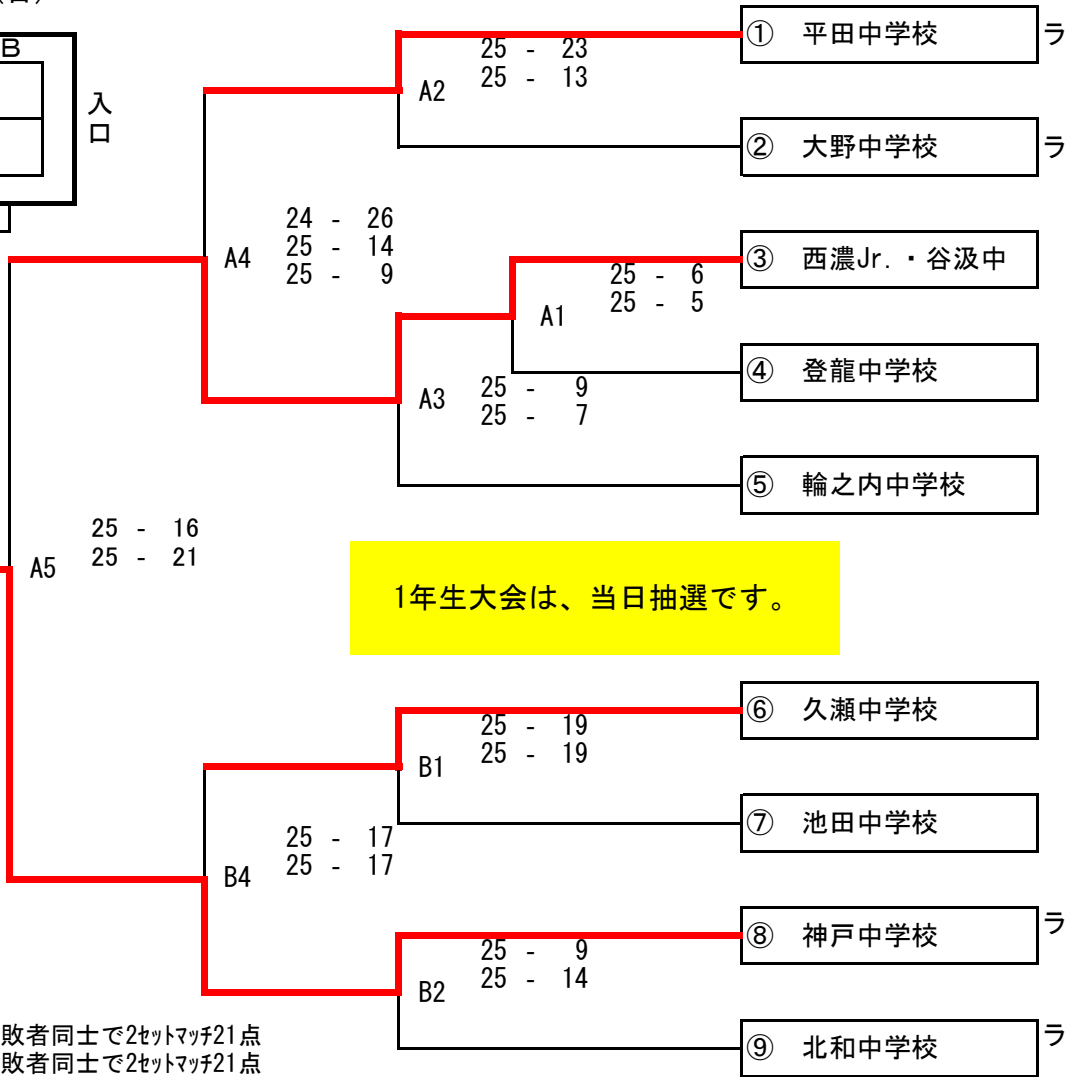 B
入口
① 平田中学校 ラ
25 - 23
25 - 13
A2
② 大野中学校 ラ
24 - 26
25 - 14
25 - 9
A4
③ 西濃Jr.・谷汲中
25 - 6
25 - 5
A1
④ 登龍中学校
A3
25 - 9
25 - 7
⑤ 輪之内中学校
25 - 16
25 - 21
A5
1年生大会は、当日抽選です。
⑥ 久瀬中学校
25 - 19
25 - 19
B1
⑦ 池田中学校
25 - 17
25 - 17
B4
⑧ 神戸中学校 ラ
25 - 9
25 - 14
B2
⑨ 北和中学校 ラ
敗者同士で2ｾｯﾄﾏｯﾁ21点
敗者同士で2ｾｯﾄﾏｯﾁ21点